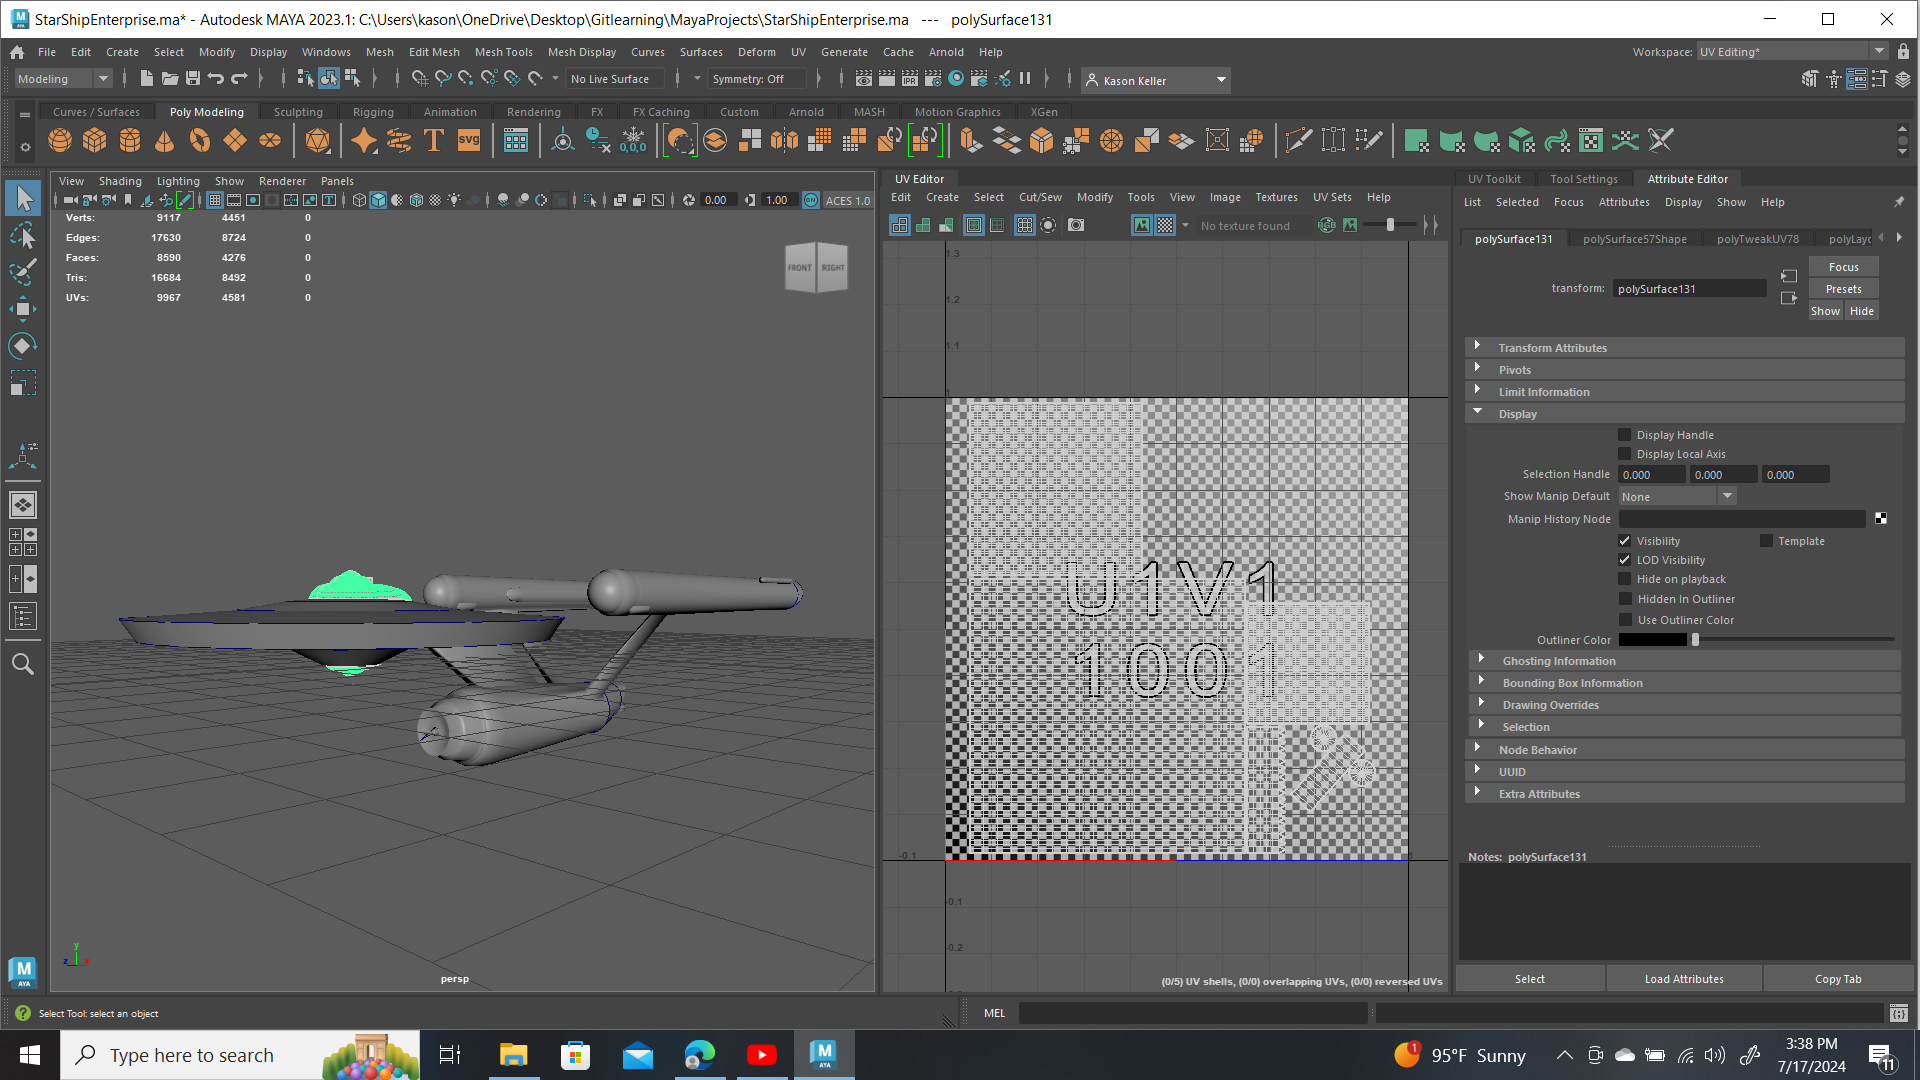 StarShipEnterprise.ma* - Autodesk MAYA 2023.1: C:\Users\kason\OneDrive\Desktop\Gitlearning\MayaProjects\StarShipEnterprise.ma --- polySurface131
File Edit Create Select Modify Display Windows Mesh Edit Mesh Mesh Tools Mesh Display Curves Surfaces Deform UV Generate Cache Arnold Help
Workspace: UV Editing*
Modeling
No Live Surface
Symmetry: Off
IPR
Kason Keller
Curves / Surfaces Poly Modeling Sculpting Rigging Animation Rendering FX FX Caching Custom Arnold MASH Motion Graphics XGen
T
SVG
0,0,0
View Shading Lighting Show Renderer Panels
0.00 1.00 ON ACES 1.0
Verts: 9117 4451 0
Edges: 17630 8724 0
Faces: 8590 4276 0
Tris: 16684 8492 0
UVs: 9967 4581 0
FRONT RIGHT
y
z x
persp
UV Editor
Edit Create Select Cut/Sew Modify Tools View Image Textures UV Sets Help
No texture found
RGB
1.3
1.2
1.1
1
U1V1
1001
-0.1 1
-0.1
-0.2
(0/5) UV shells, (0/0) overlapping UVs, (0/0) reversed UVs
UV Toolkit Tool Settings Attribute Editor
List Selected Focus Attributes Display Show Help
polySurface131 polySurface57Shape polyTweakUV78 polyLayc
transform: polySurface131
Focus
Presets
Show Hide
Transform Attributes
Pivots
Limit Information
Display
Display Handle
Display Local Axis
Selection Handle 0.000 0.000 0.000
Show Manip Default None
Manip History Node
Visibility Template
LOD Visibility
Hide on playback
Hidden In Outliner
Use Outliner Color
Outliner Color
Ghosting Information
Bounding Box Information
Drawing Overrides
Selection
Node Behavior
UUID
Extra Attributes
Notes: polySurface131
Select Load Attributes Copy Tab
M
AYA
Select Tool: select an object
MEL
Type here to search
95°F Sunny
3:38 PM
7/17/2024
11